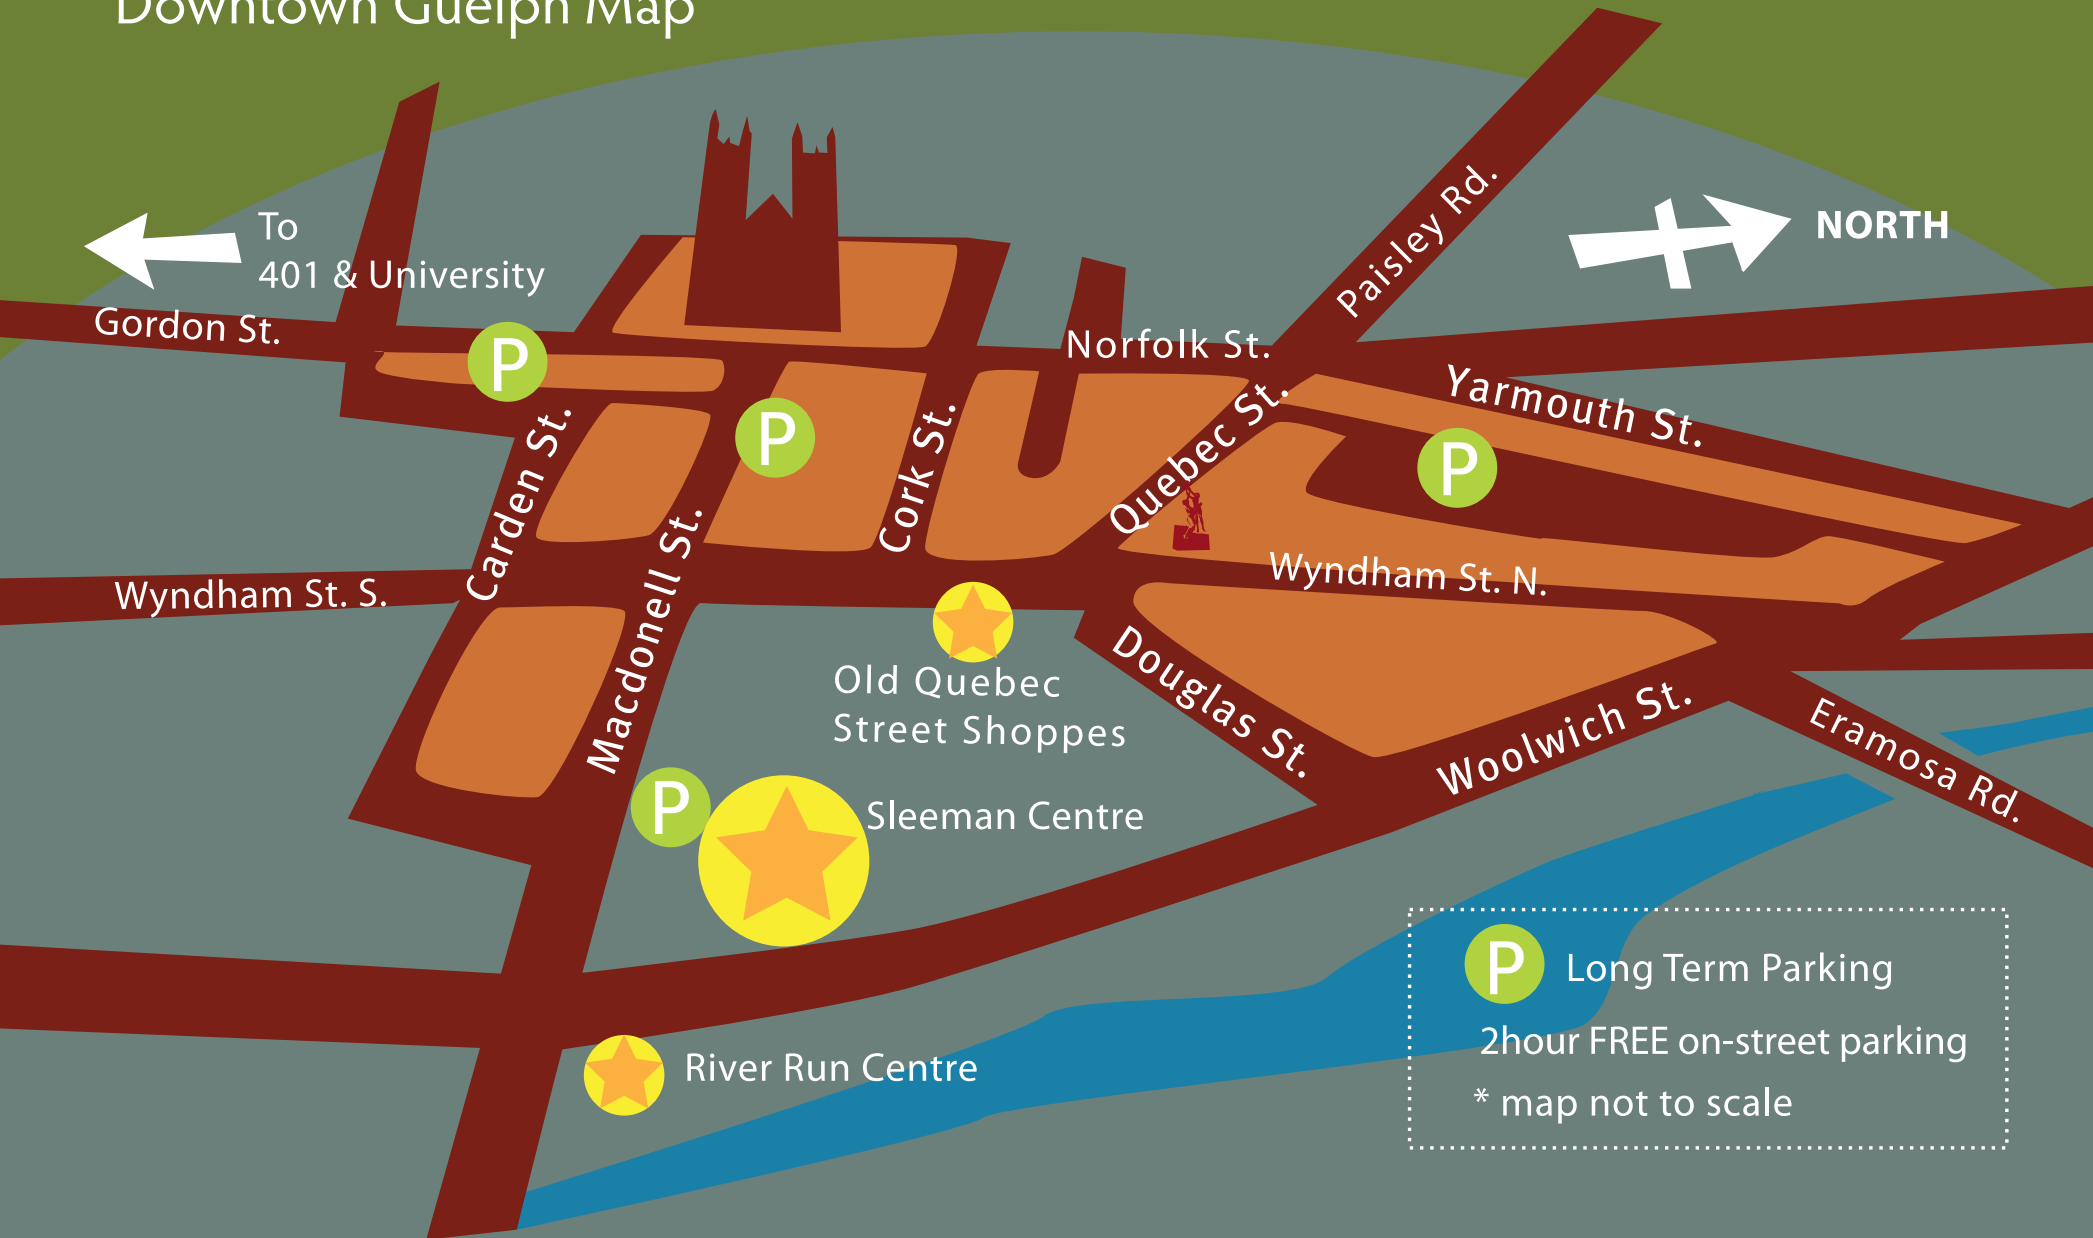 Downtown Guelph Map
To
401 & University
NORTH
Gordon St.
Norfolk St.
Paisley Rd.
Yarmouth St.
P
P
P
Carden St.
Cork St.
Quebec St.
Macdonell St.
Wyndham St. S.
Wyndham St. N.
Old Quebec
Street Shoppes
Douglas St.
Woolwich St.
Eramosa Rd.
P
Sleeman Centre
River Run Centre
P Long Term Parking
2hour FREE on-street parking
* map not to scale